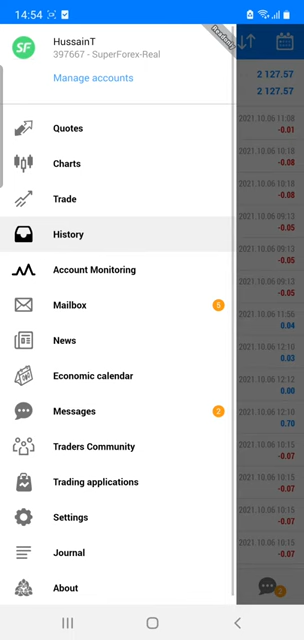 14:54
HussainT
397667 - SuperForex-Real
Manage accounts
Quotes
Charts
Trade
History
Account Monitoring
Mailbox
5
News
Economic calendar
Messages
2
Traders Community
Trading applications
Settings
Journal
About
SF
2 127.57
2 127.57
2021.10.06 11:08
-0.01
2021.10.06 10:18
-0.08
2021.10.06 10:18
-0.08
2021.10.06 09:13
-0.05
2021.10.06 09:13
-0.05
2021.10.06 09:13
-0.05
2021.10.06 11:56
0.04
2021.10.06 12:10
0.03
2021.10.06 12:12
0.00
2021.10.06 12:10
0.70
2021.10.06 10:15
-0.07
2021.10.06 10:15
-0.07
2021.10.06 10:15
-0.07
2021.10.06 10:15
-0.07
2